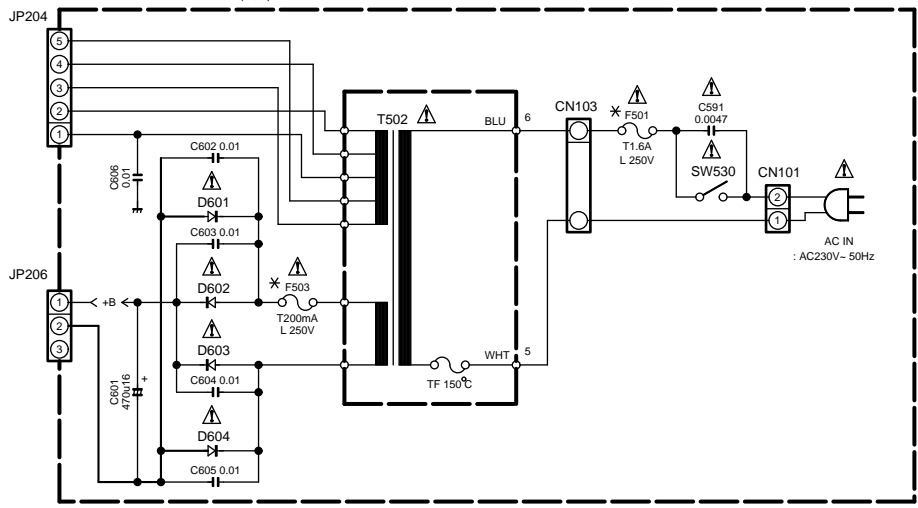 JP204
5
4
3
2
1
C606
0.01
C602 0.01
D601
C603 0.01
D602
D603
C604 0.01
D604
C605 0.01
JP206
1
2
3
+B
C601
470u16
+
F503
T200mA
L 250V
T502
BLU
6
WHT
5
TF 150°C
CN103
F501
T1.6A
L 250V
C591
0.0047
SW530
CN101
2
1
AC IN
: AC230V~ 50Hz